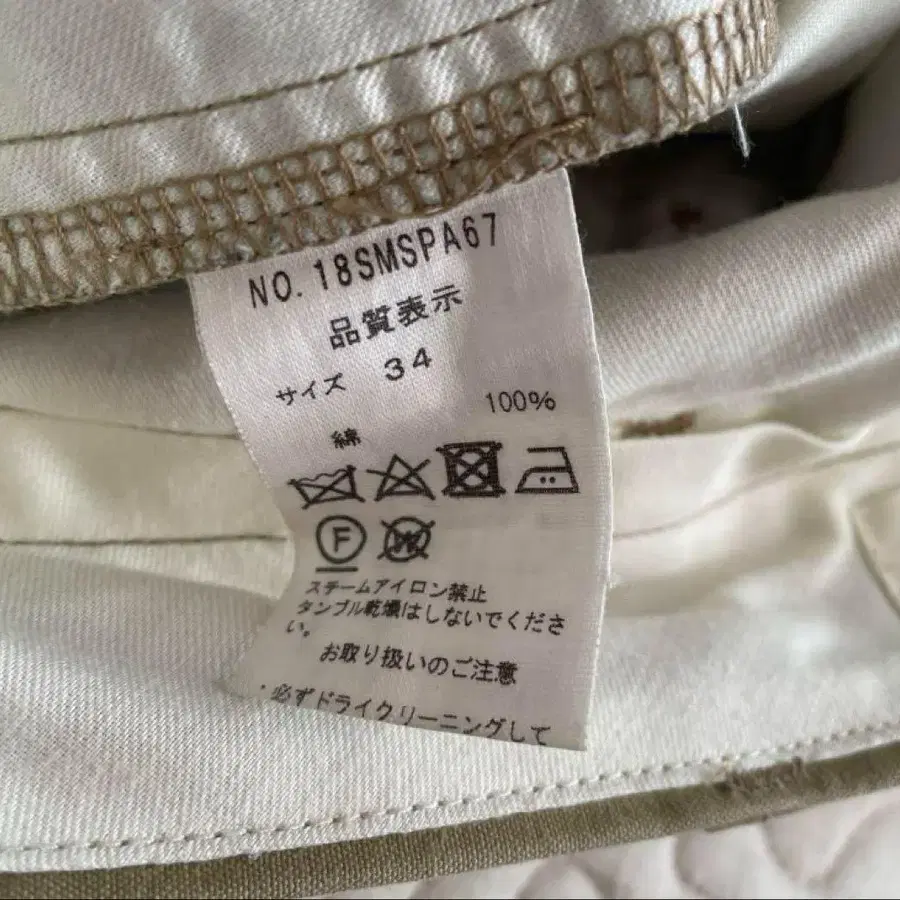 NO. 18SMSPA67
品質表示
サイズ 34
綿 100%
F W
スチームアイロン禁止
タンブル乾燥はしないでくださ
い。
お取り扱いのご注意
・必ずドライクリーニングして